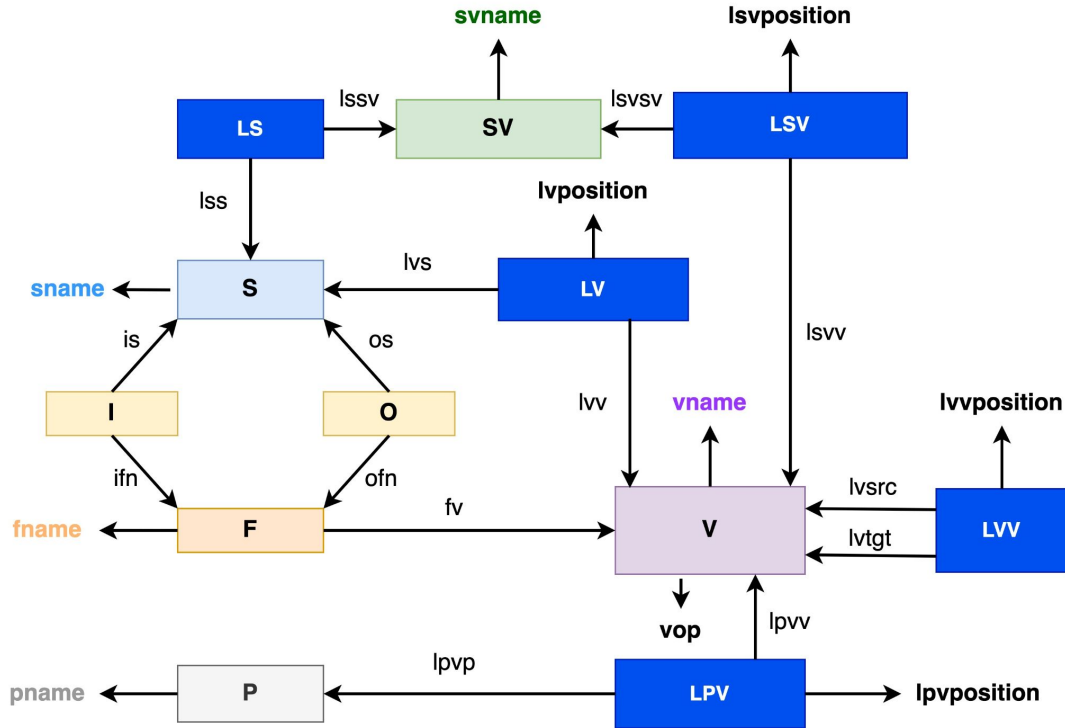 svname
lsvposition
LS
lssv
SV
lsvsv
LSV
lss
lvposition
sname
S
lvs
LV
is
os
lsvv
I
O
lvv
vname
lvvposition
ifn
ofn
fname
F
fv
V
lvsrc
lvtgt
LVV
vop
lpvv
pname
P
lpvp
LPV
lpvposition